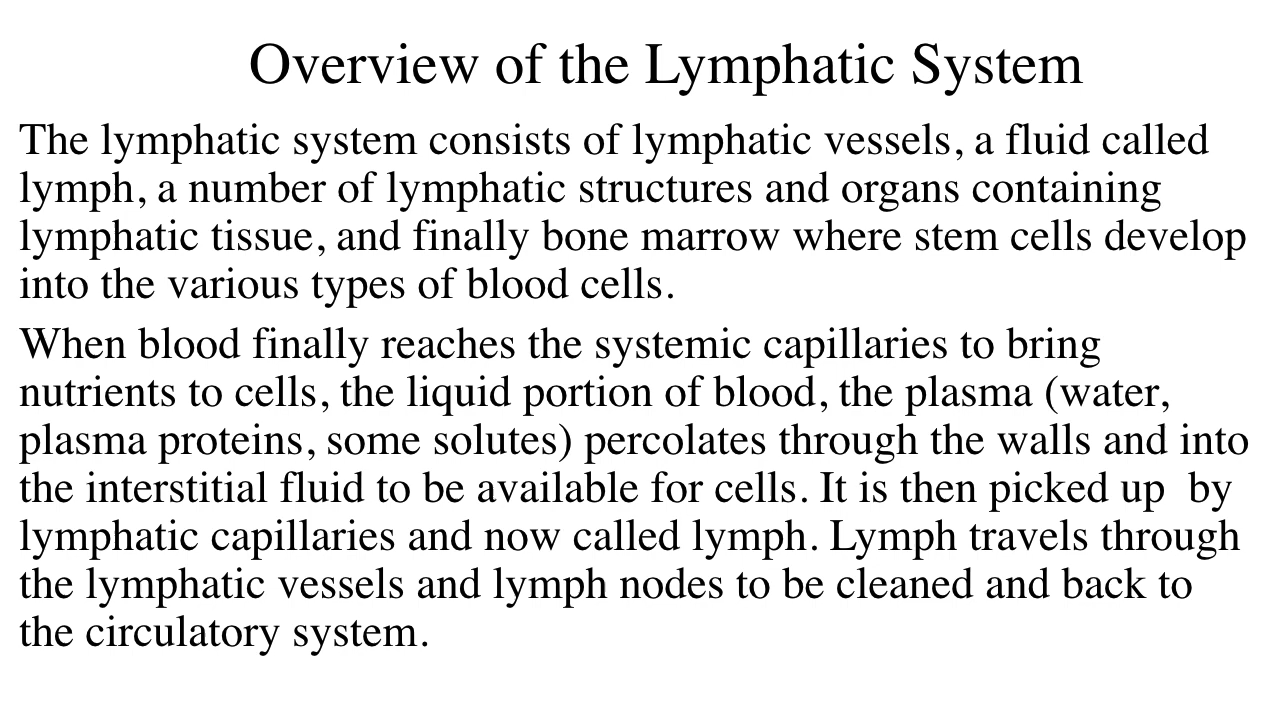 Overview of the Lymphatic System
The lymphatic system consists of lymphatic vessels, a fluid called
lymph, a number of lymphatic structures and organs containing
lymphatic tissue, and finally bone marrow where stem cells develop
into the various types of blood cells.
When blood finally reaches the systemic capillaries to bring
nutrients to cells, the liquid portion of blood, the plasma (water,
plasma proteins, some solutes) percolates through the walls and into
the interstitial fluid to be available for cells. It is then picked up  by
lymphatic capillaries and now called lymph. Lymph travels through
the lymphatic vessels and lymph nodes to be cleaned and back to
the circulatory system.